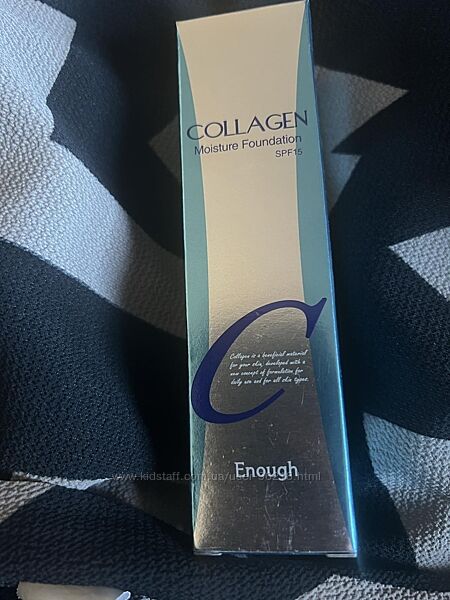 COLLAGEN
Moisture Foundation
SPF15
Collagen is a beneficial material
for your skin, developed with a
new concept of formulation for
daily use and for all skin types.
Enough